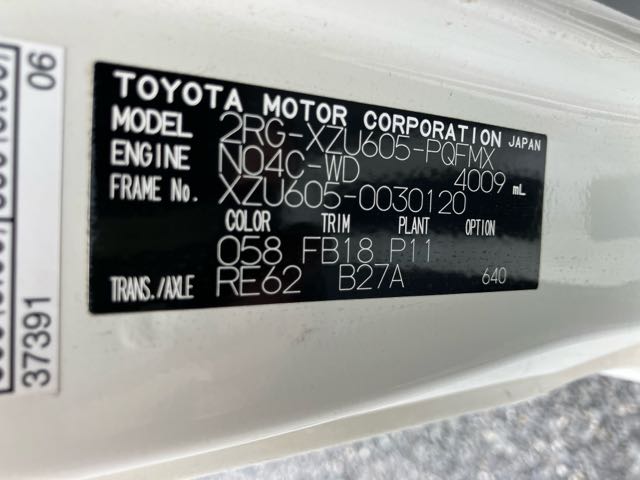 TOYOTA MOTOR CORPORATION JAPAN
MODEL 2RG-XZU605-PQFMX
ENGINE N04C-WD 4009 mL
FRAME No. XZU605-0030120
COLOR TRIM PLANT OPTION
058 FB18 P11
TRANS./AXLE RE62 B27A 640
06
37391